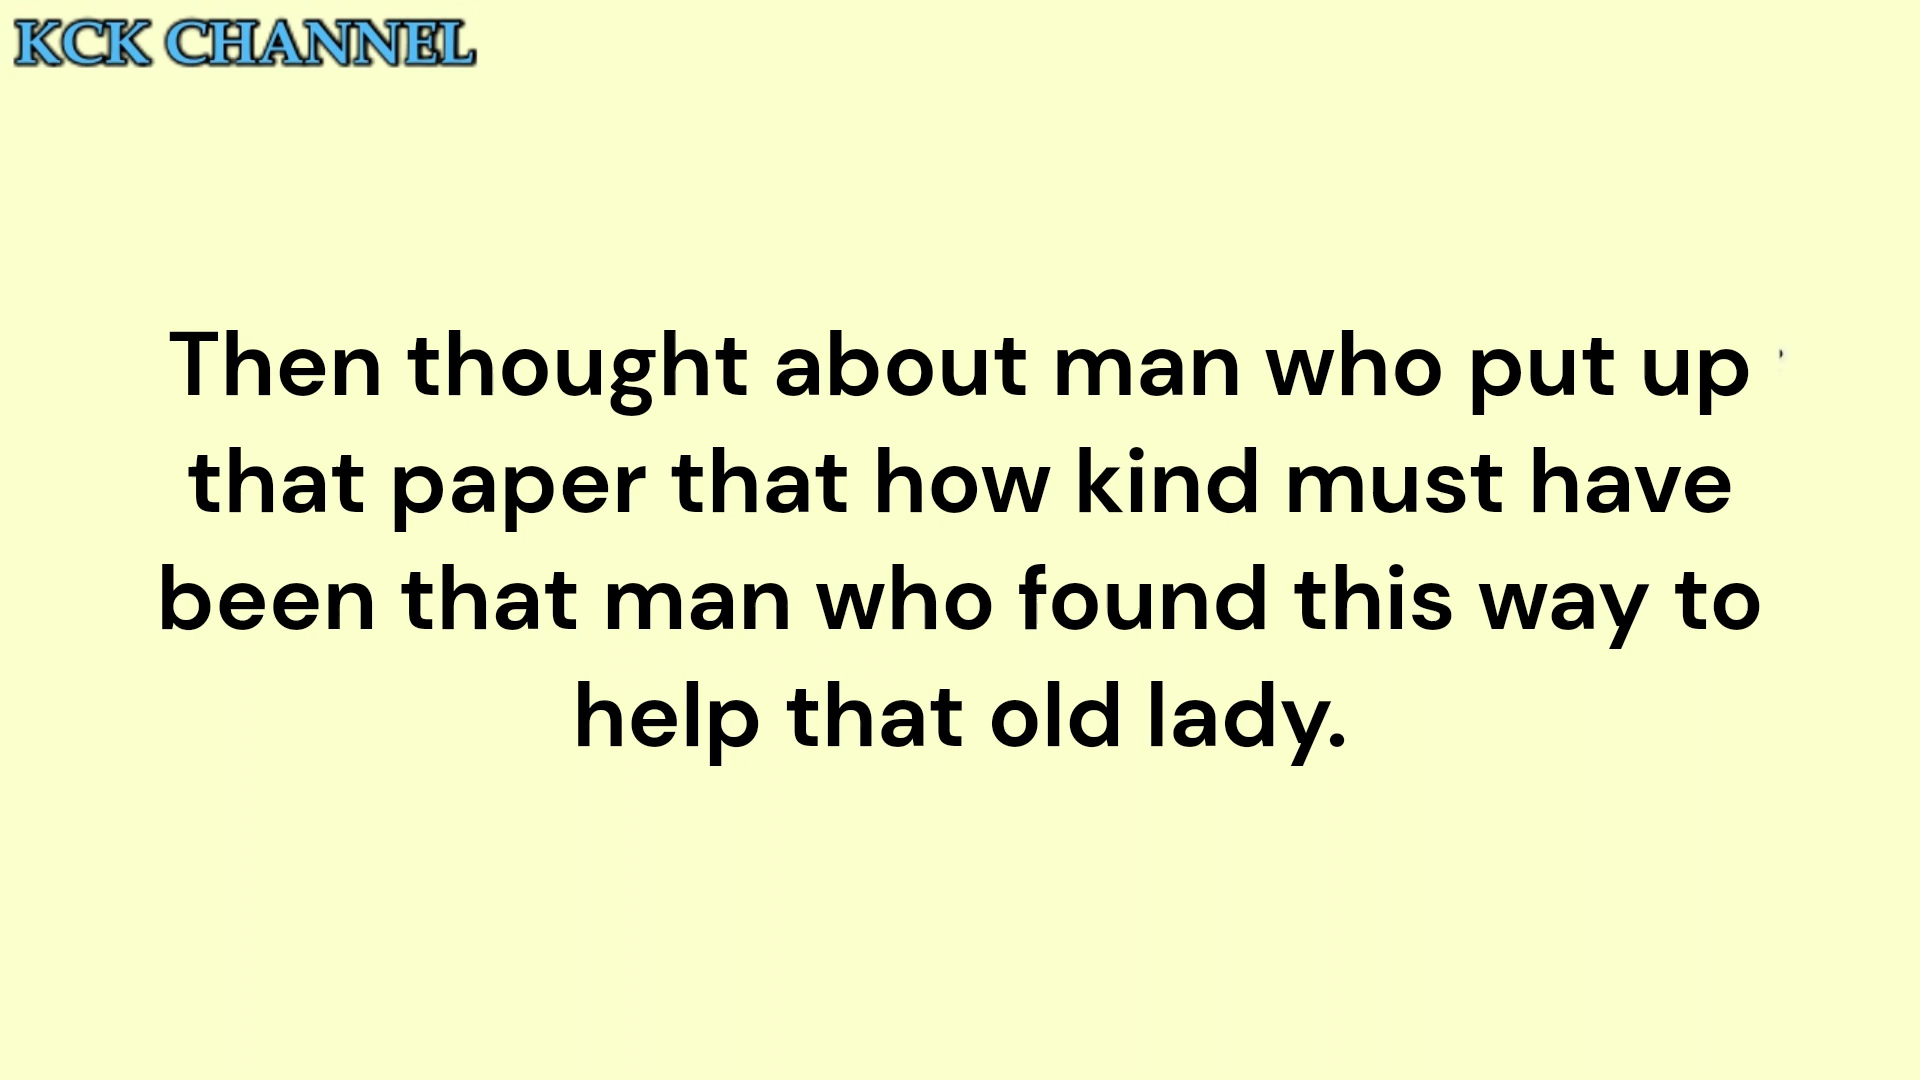 KCK CHANNEL
Then thought about man who put up
that paper that how kind must have
been that man who found this way to
help that old lady.